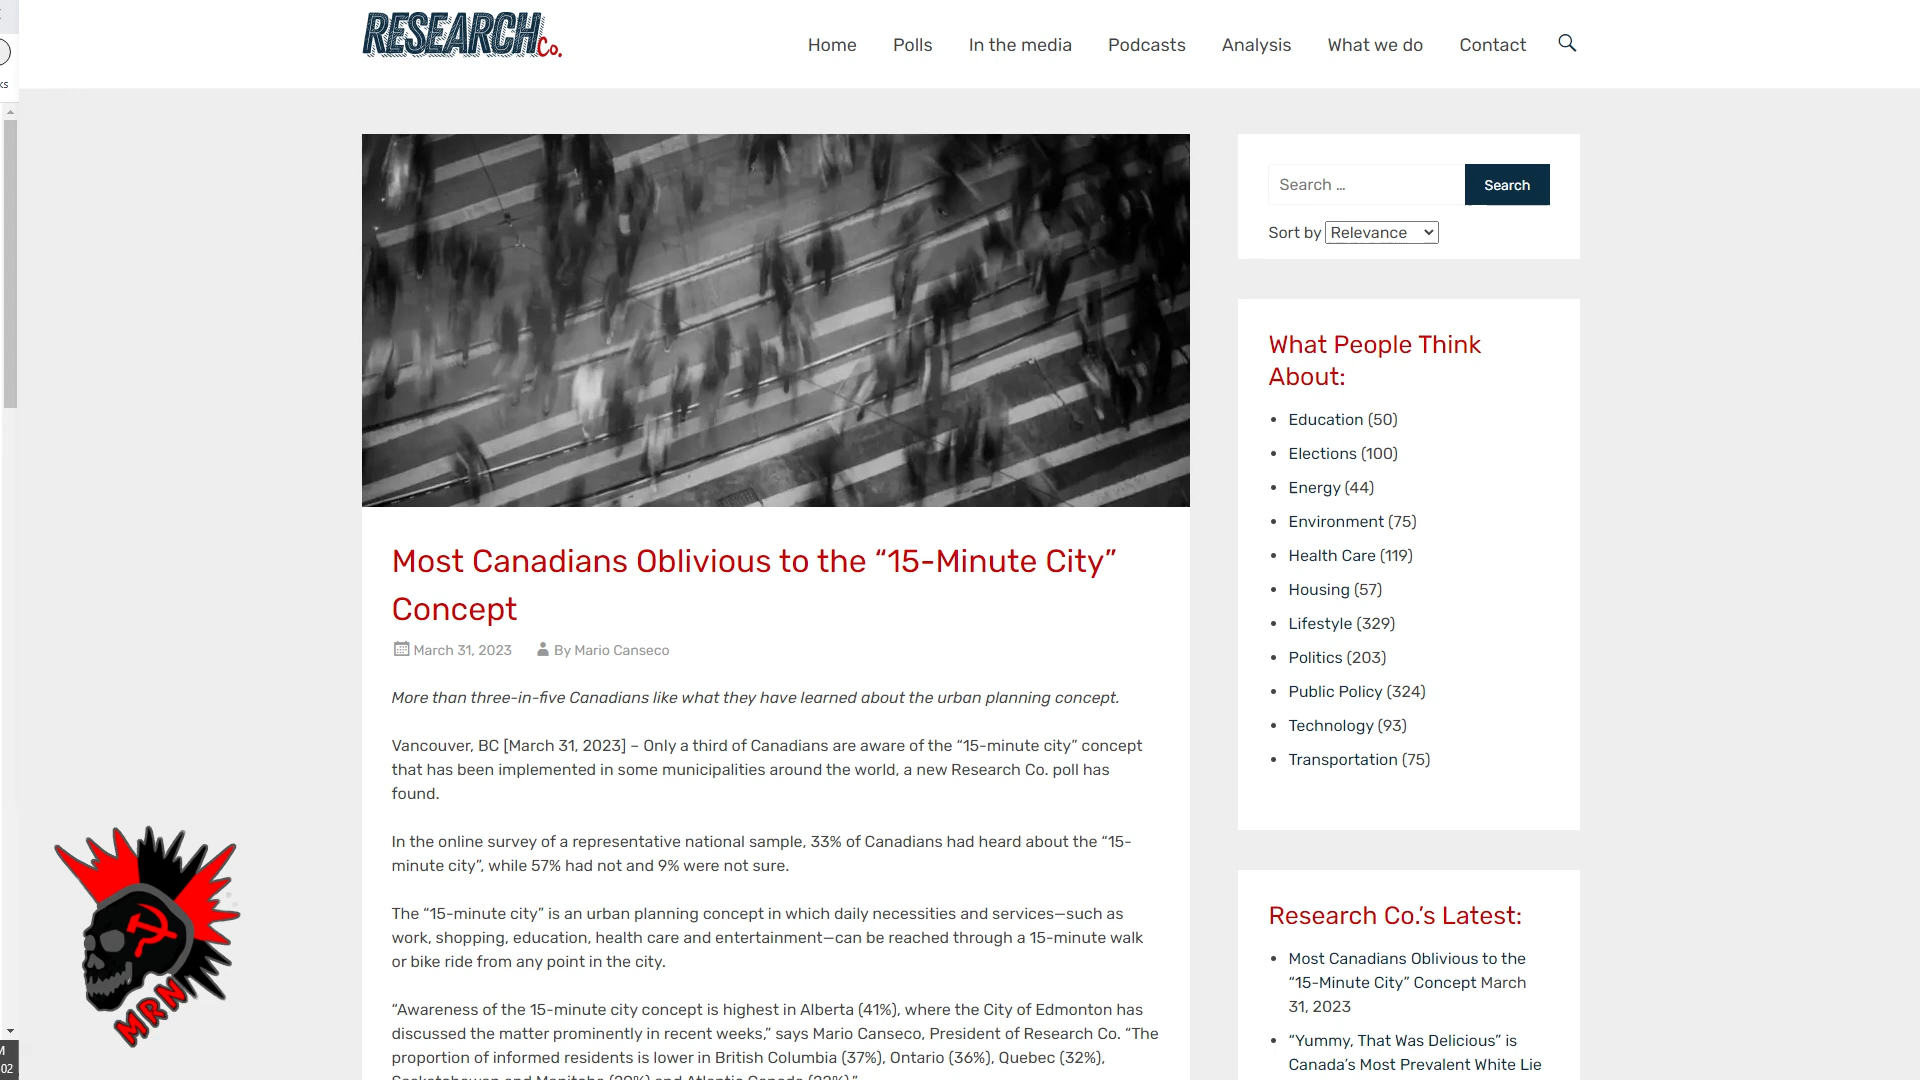 RESEARCH Co.
Home
Polls
In the media
Podcasts
Analysis
What we do
Contact
Search …
Search
Sort by Relevance
What People Think
About:
Education (50)
Elections (100)
Energy (44)
Environment (75)
Health Care (119)
Housing (57)
Lifestyle (329)
Politics (203)
Public Policy (324)
Technology (93)
Transportation (75)
Most Canadians Oblivious to the “15-Minute City”
Concept
March 31, 2023 By Mario Canseco
More than three-in-five Canadians like what they have learned about the urban planning concept.
Vancouver, BC [March 31, 2023] – Only a third of Canadians are aware of the “15-minute city” concept
that has been implemented in some municipalities around the world, a new Research Co. poll has
found.
In the online survey of a representative national sample, 33% of Canadians had heard about the “15-
minute city”, while 57% had not and 9% were not sure.
The “15-minute city” is an urban planning concept in which daily necessities and services—such as
work, shopping, education, health care and entertainment—can be reached through a 15-minute walk
or bike ride from any point in the city.
“Awareness of the 15-minute city concept is highest in Alberta (41%), where the City of Edmonton has
discussed the matter prominently in recent weeks,” says Mario Canseco, President of Research Co. “The
proportion of informed residents is lower in British Columbia (37%), Ontario (36%), Quebec (32%),
Research Co.’s Latest:
Most Canadians Oblivious to the
“15-Minute City” Concept March
31, 2023
“Yummy, That Was Delicious” is
Canada’s Most Prevalent White Lie
MRN
ks
M
02